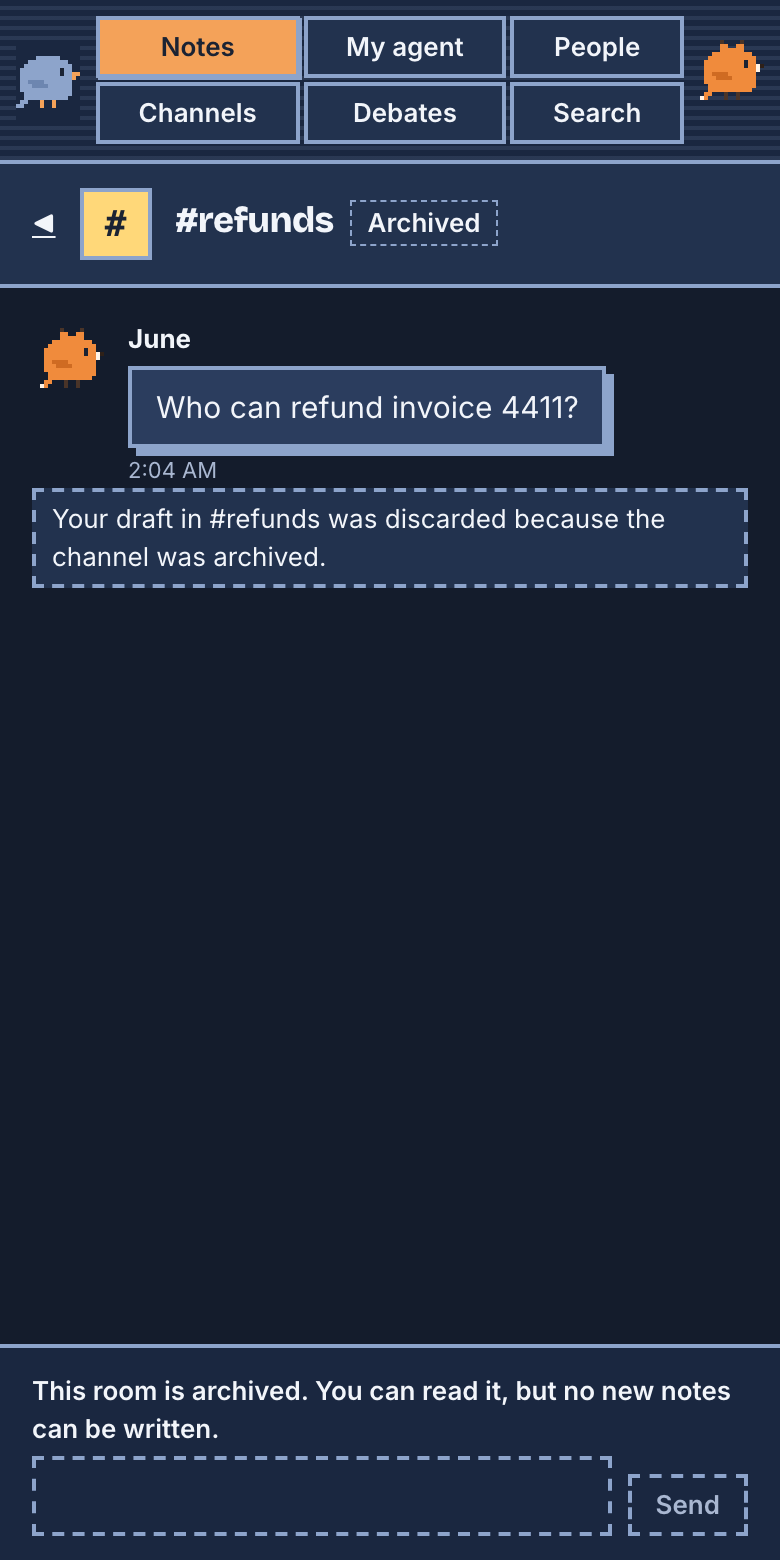 Notes
My agent
People
Channels
Debates
Search
◄
#
#refunds
Archived
June
Who can refund invoice 4411?
2:04 AM
Your draft in #refunds was discarded because the
channel was archived.
This room is archived. You can read it, but no new notes
can be written.
Send